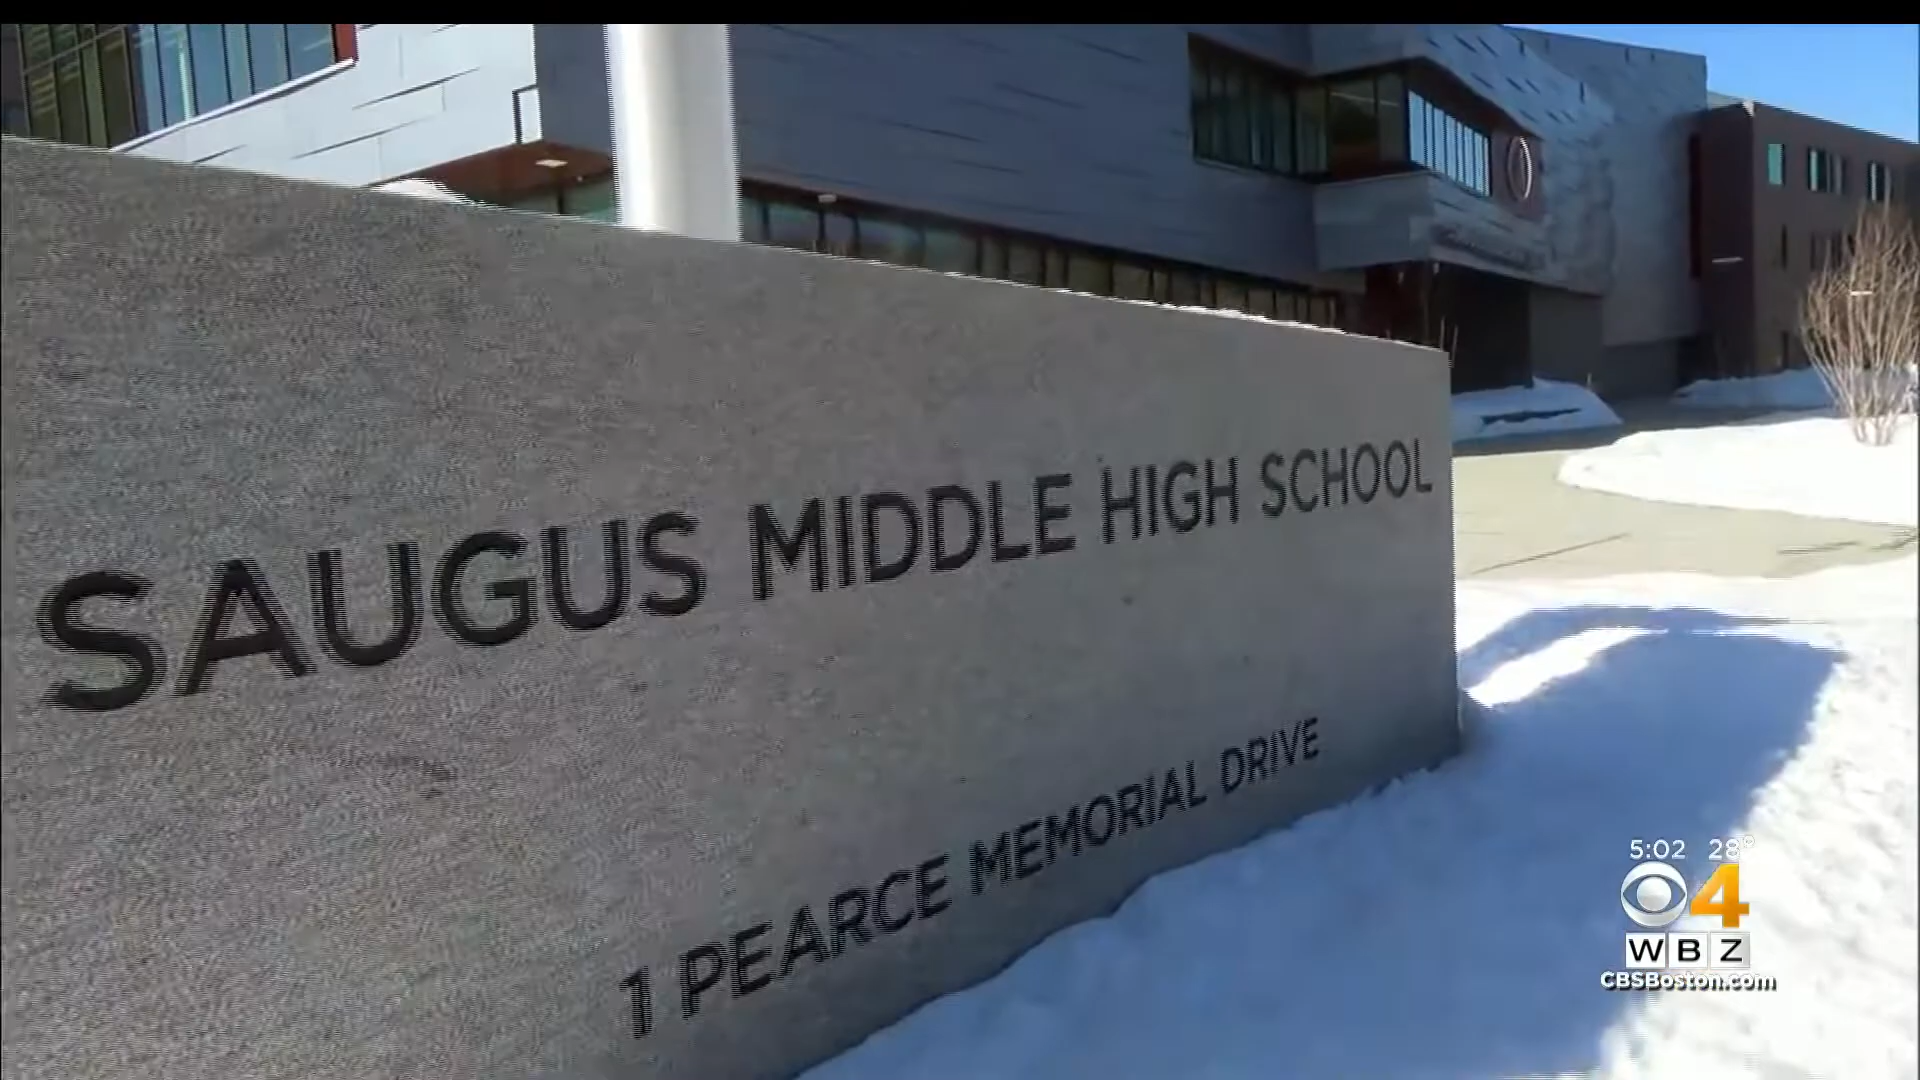 SAUGUS MIDDLE HIGH SCHOOL
1 PEARCE MEMORIAL DRIVE
5:02 28°
4
WBZ
CBSBoston.com